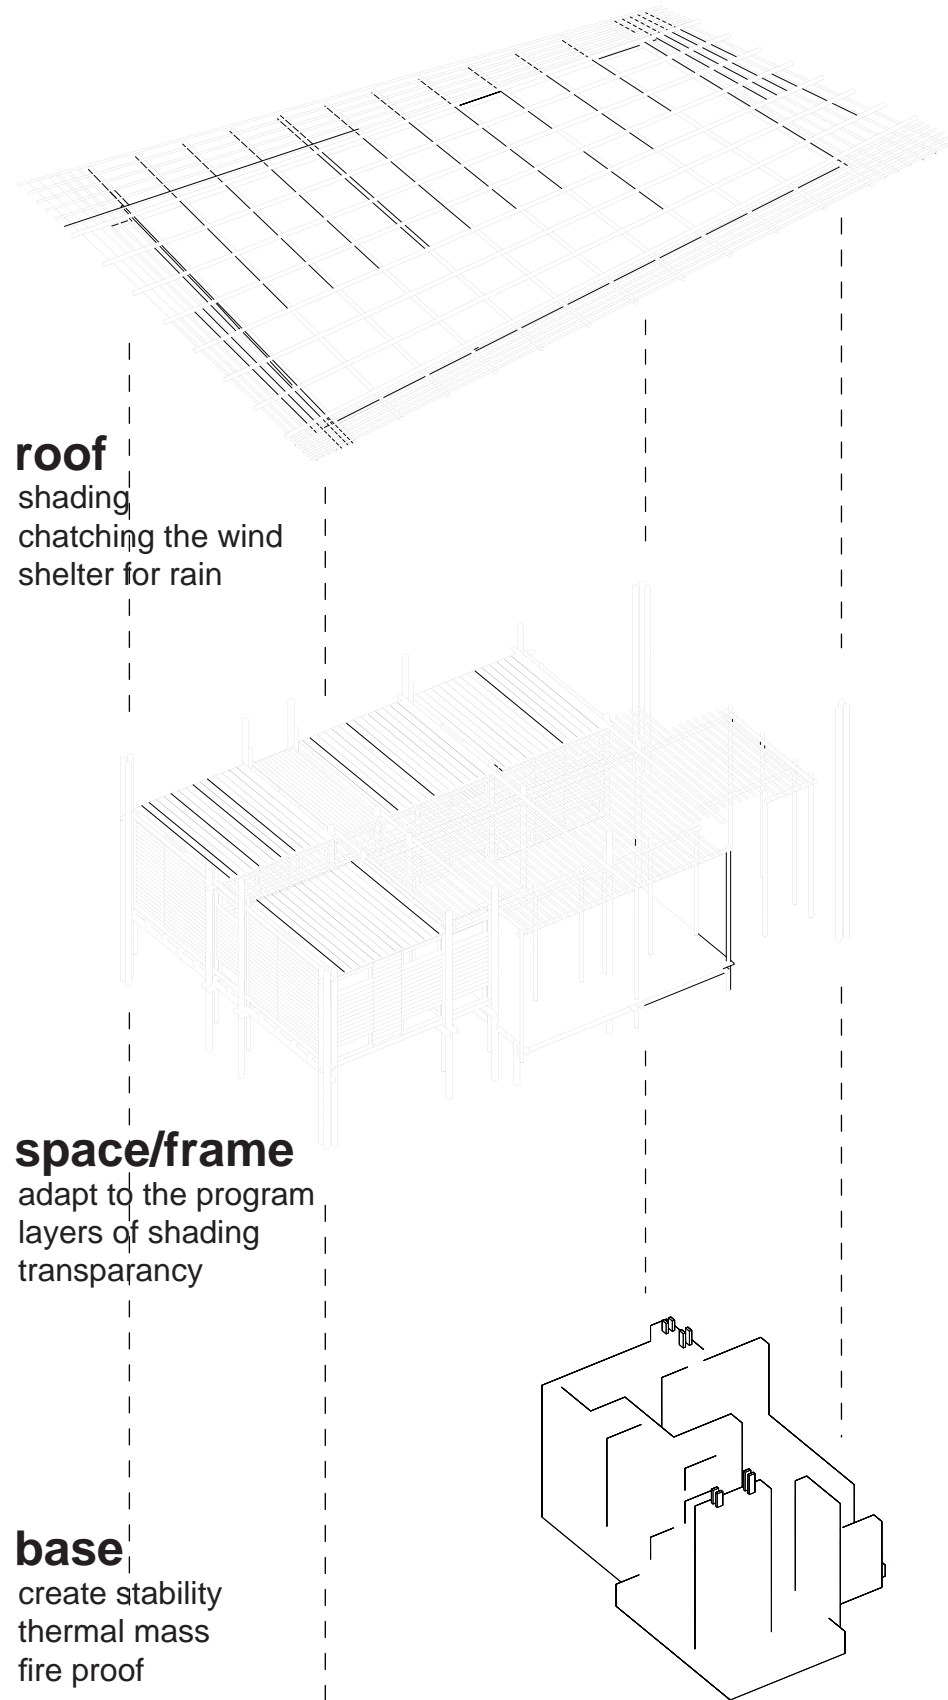 roof
shading
chatching the wind
shelter for rain
space/frame
adapt to the program
layers of shading
transparancy
base
create stability
thermal mass
fire proof